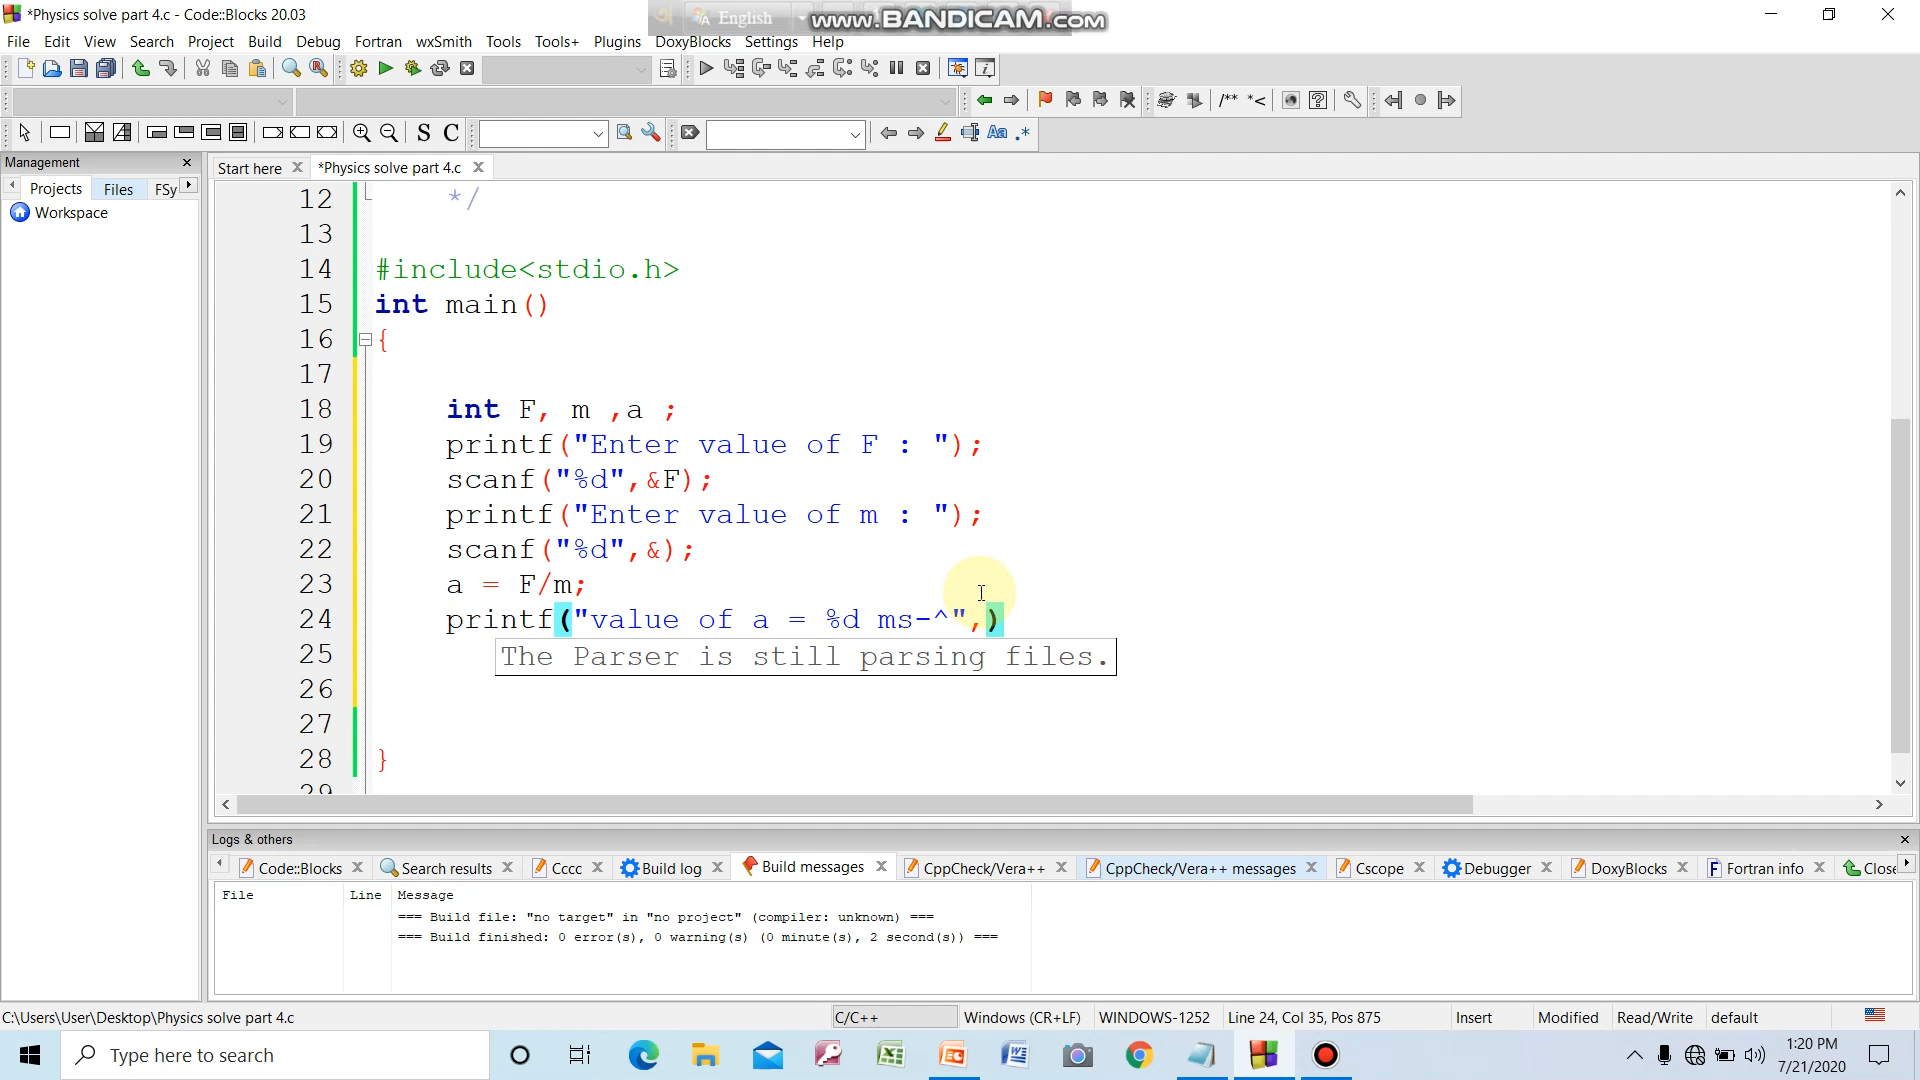 *Physics solve part 4.c - Code::Blocks 20.03
English
www.BANDICAM.com
File Edit View Search Project Build Debug Fortran wxSmith Tools Tools+ Plugins DoxyBlocks Settings Help
/** *<
S C
Aa .*
Management
Start here *Physics solve part 4.c
Projects Files FSy
Workspace
12 */
13
14 #include<stdio.h>
15 int main()
16 {
17
18 int F, m ,a ;
19 printf("Enter value of F : ");
20 scanf("%d",&F);
21 printf("Enter value of m : ");
22 scanf("%d",&);
23 a = F/m;
24 printf("value of a = %d ms-^",)
25 The Parser is still parsing files.
26
27
28 }
29
Logs & others
Code::Blocks Search results Cccc Build log Build messages CppCheck/Vera++ CppCheck/Vera++ messages Cscope Debugger DoxyBlocks Fortran info Close
File Line Message
=== Build file: "no target" in "no project" (compiler: unknown) ===
=== Build finished: 0 error(s), 0 warning(s) (0 minute(s), 2 second(s)) ===
C:\Users\User\Desktop\Physics solve part 4.c C/C++ Windows (CR+LF) WINDOWS-1252 Line 24, Col 35, Pos 875 Insert Modified Read/Write default
Type here to search
1:20 PM
7/21/2020